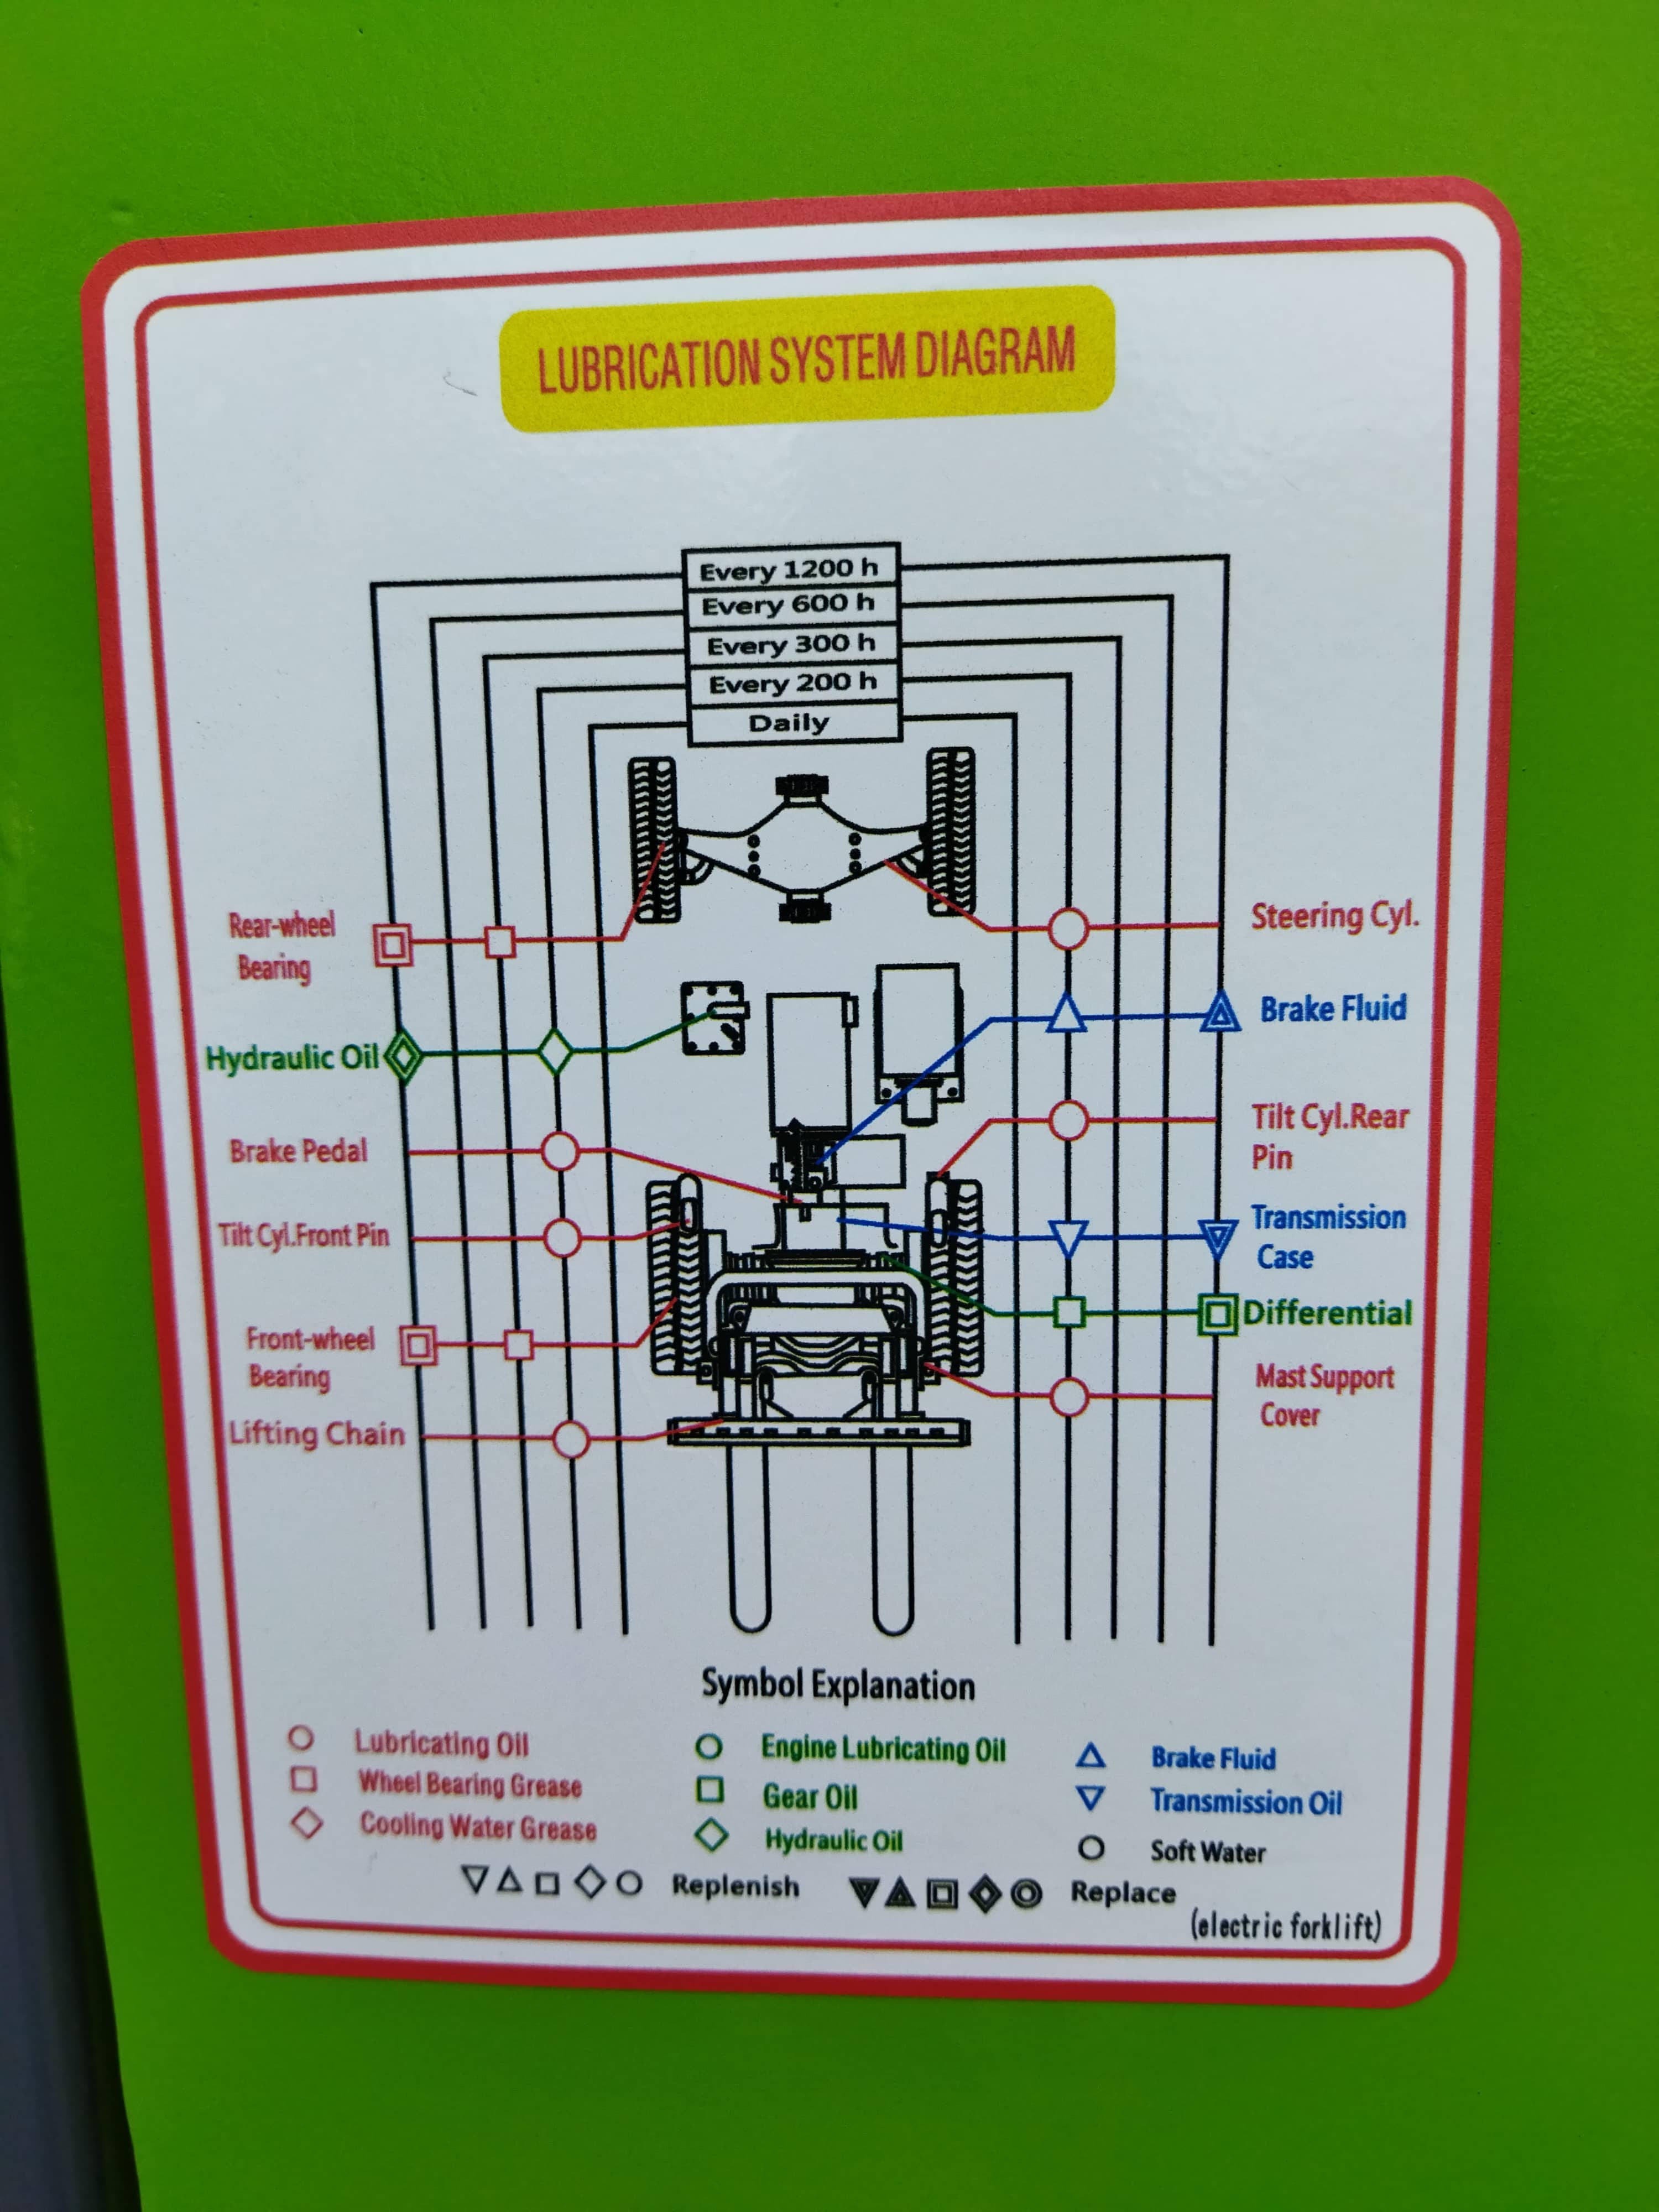 LUBRICATION SYSTEM DIAGRAM
Every 1200 h
Every 600 h
Every 300 h
Every 200 h
Daily
Rear-wheel
Bearing
Hydraulic Oil
Brake Pedal
Tilt Cyl.Front Pin
Front-wheel
Bearing
Lifting Chain
Steering Cyl.
Brake Fluid
Tilt Cyl.Rear
Pin
Transmission
Case
Differential
Mast Support
Cover
Symbol Explanation
Lubricating Oil
Wheel Bearing Grease
Cooling Water Grease
Engine Lubricating Oil
Gear Oil
Hydraulic Oil
Brake Fluid
Transmission Oil
Soft Water
Replenish
Replace
(electric forklift)